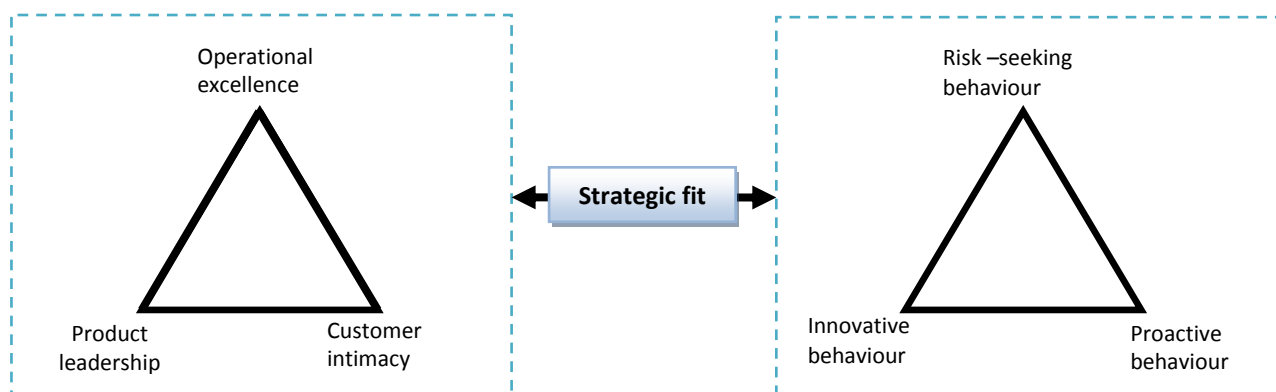 Operational
excellence
Product
leadership
Customer
intimacy
Strategic fit
Risk –seeking
behaviour
Innovative
behaviour
Proactive
behaviour